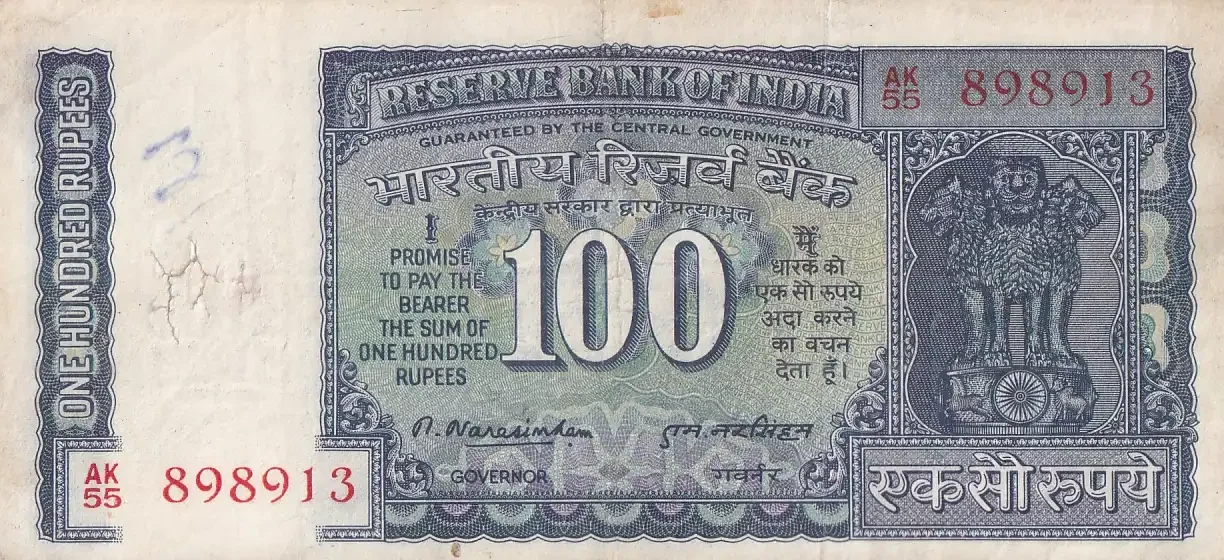 ONE HUNDRED RUPEES
RESERVE BANK OF INDIA
AK
55 898913
GUARANTEED BY THE CENTRAL GOVERNMENT
भारतीय रिज़र्व बैंक
केन्द्रीय सरकार द्वारा प्रत्याभूत
I
PROMISE
TO PAY THE
BEARER
THE SUM OF
ONE HUNDRED
RUPEES
100
मैं
धारक को
एक सौ रुपये
अदा करने
का वचन
देता हूँ।
M. Narasimham
एम. नरसिंहम
GOVERNOR
गवर्नर
AK
55 898913
एक सौ रुपये